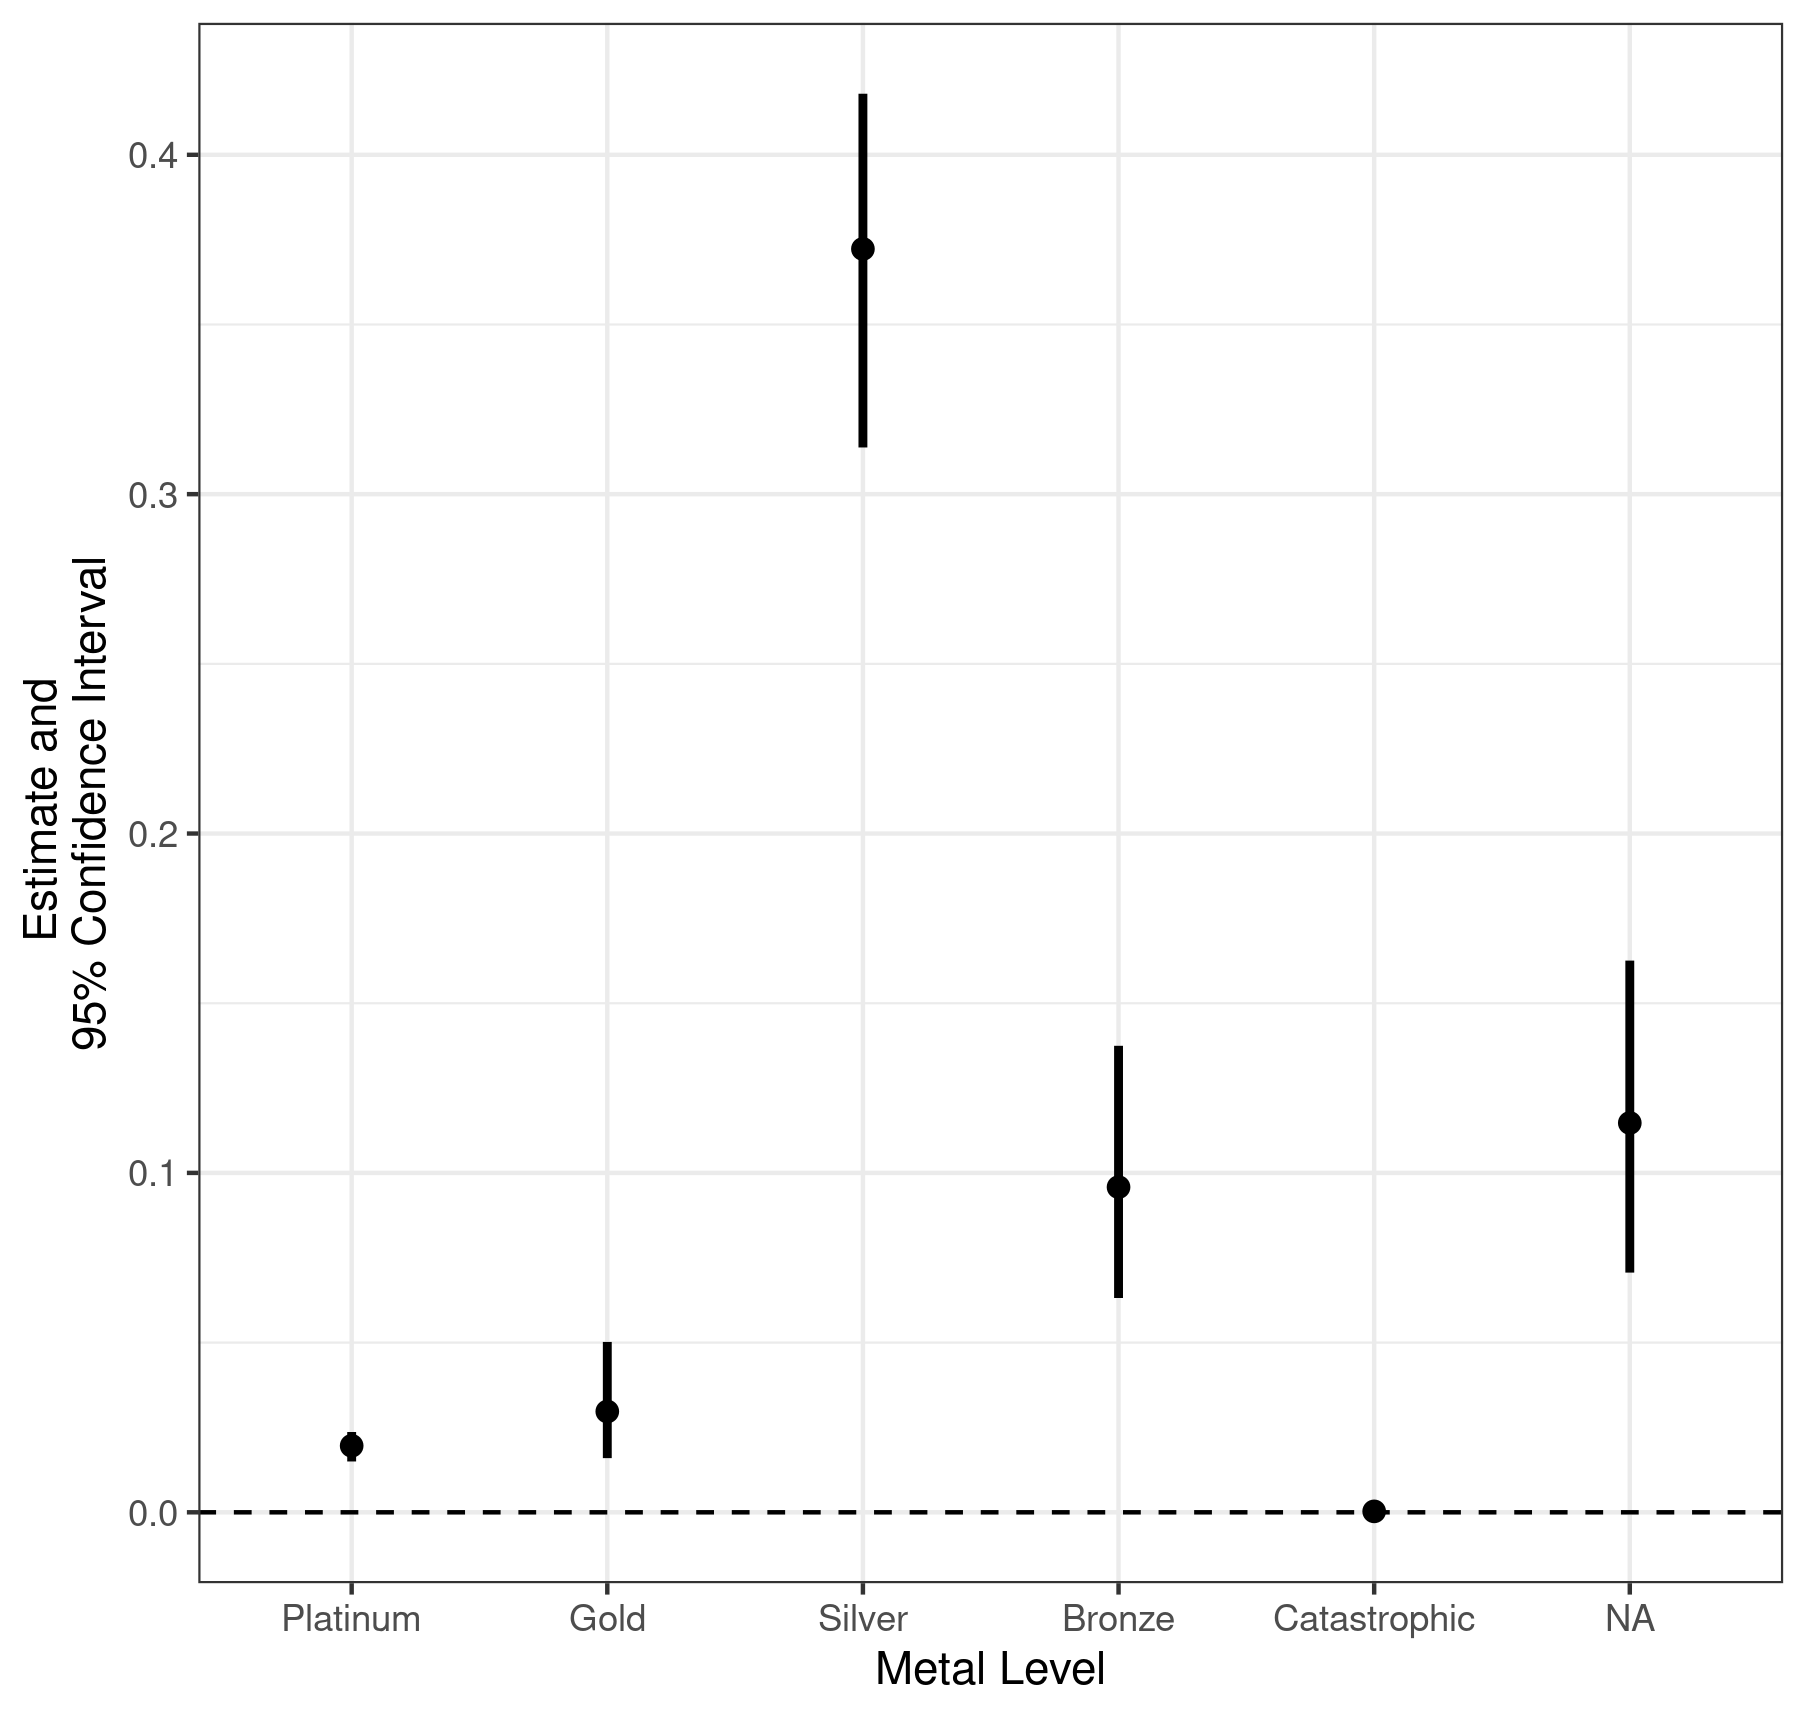 Estimate and
95% Confidence Interval
0.4
0.3
0.2
0.1
0.0
Platinum Gold Silver Bronze Catastrophic NA
Metal Level